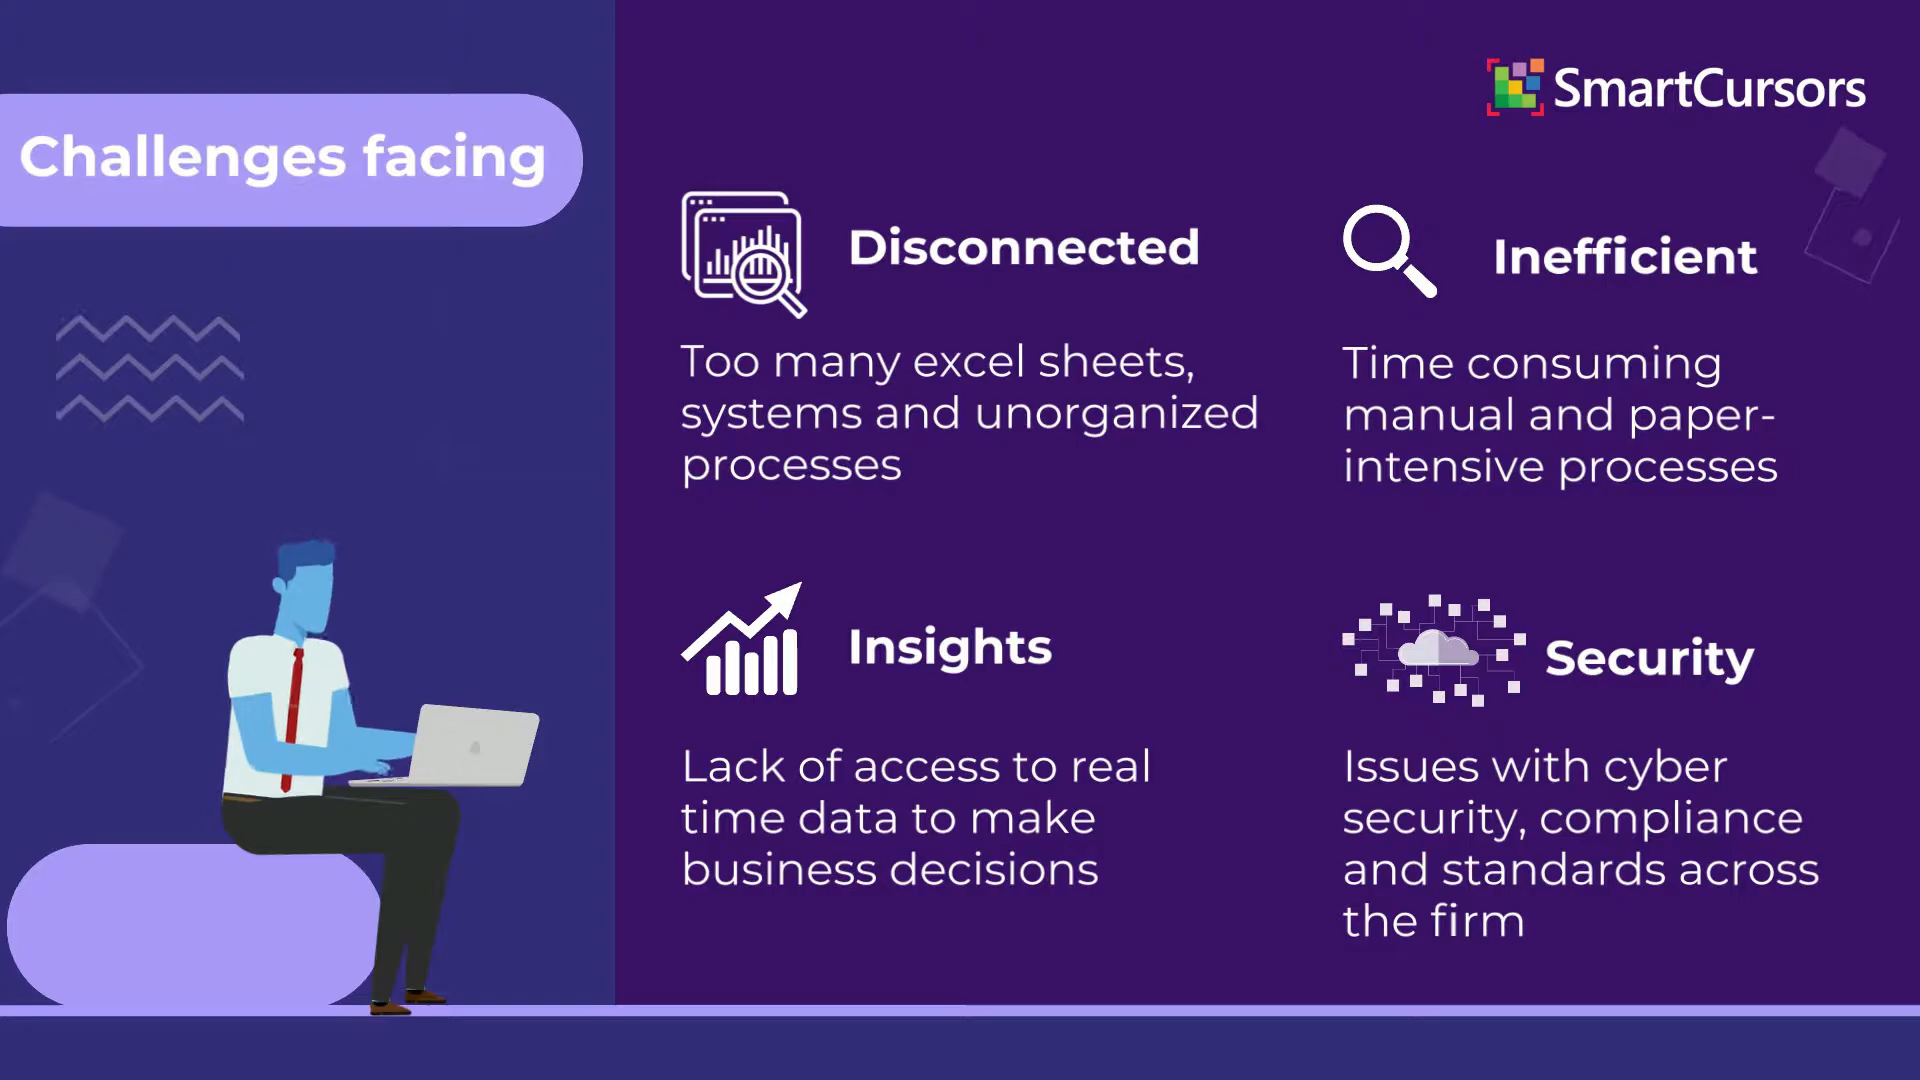 Challenges facing
SmartCursors
Disconnected
Too many excel sheets,
systems and unorganized
processes
Inefficient
Time consuming
manual and paper-
intensive processes
Insights
Lack of access to real
time data to make
business decisions
Security
Issues with cyber
security, compliance
and standards across
the firm